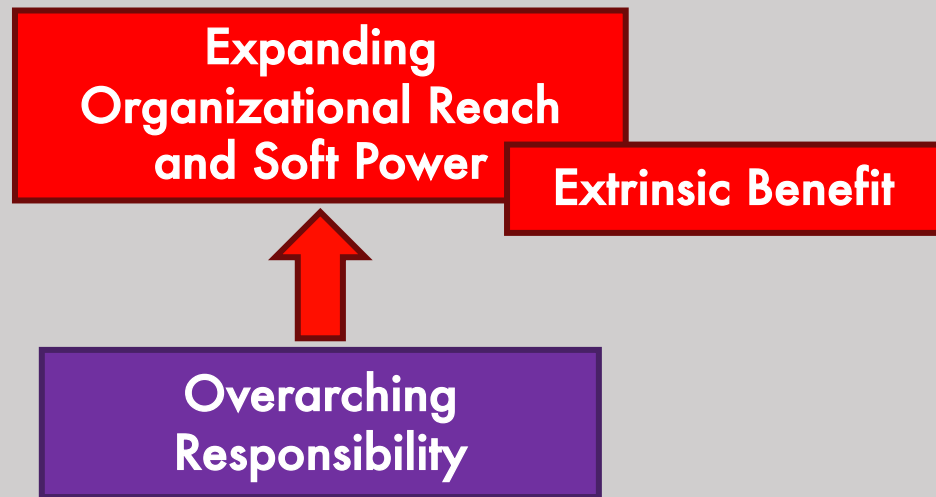 Expanding
Organizational Reach
and Soft Power
Extrinsic Benefit
Overarching
Responsibility